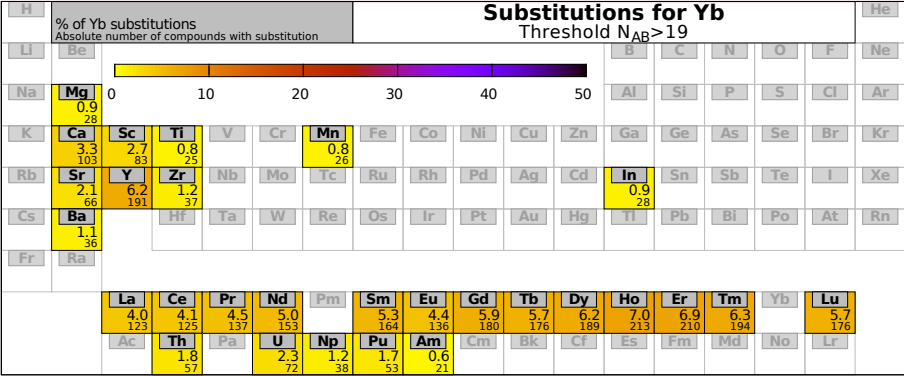 H
% of Yb substitutions
Absolute number of compounds with substitution
Substitutions for Yb
Threshold N_AB>19
He
Li Be B C N O F Ne
0 10 20 30 40 50
Na Mg Al Si P S Cl Ar
0.9
28
K Ca Sc Ti V Cr Mn Fe Co Ni Cu Zn Ga Ge As Se Br Kr
3.3 2.7 0.8 0.8
103 83 25 26
Rb Sr Y Zr Nb Mo Tc Ru Rh Pd Ag Cd In Sn Sb Te I Xe
2.1 6.2 1.2 0.9
66 191 37 28
Cs Ba Hf Ta W Re Os Ir Pt Au Hg Tl Pb Bi Po At Rn
1.1
36
Fr Ra
La Ce Pr Nd Pm Sm Eu Gd Tb Dy Ho Er Tm Yb Lu
4.0 4.1 4.5 5.0 5.3 4.4 5.9 5.7 6.2 7.0 6.9 6.3 5.7
123 125 137 153 164 136 180 176 189 213 210 194 176
Ac Th Pa U Np Pu Am Cm Bk Cf Es Fm Md No Lr
1.8 2.3 1.2 1.7 0.6
57 72 38 53 21